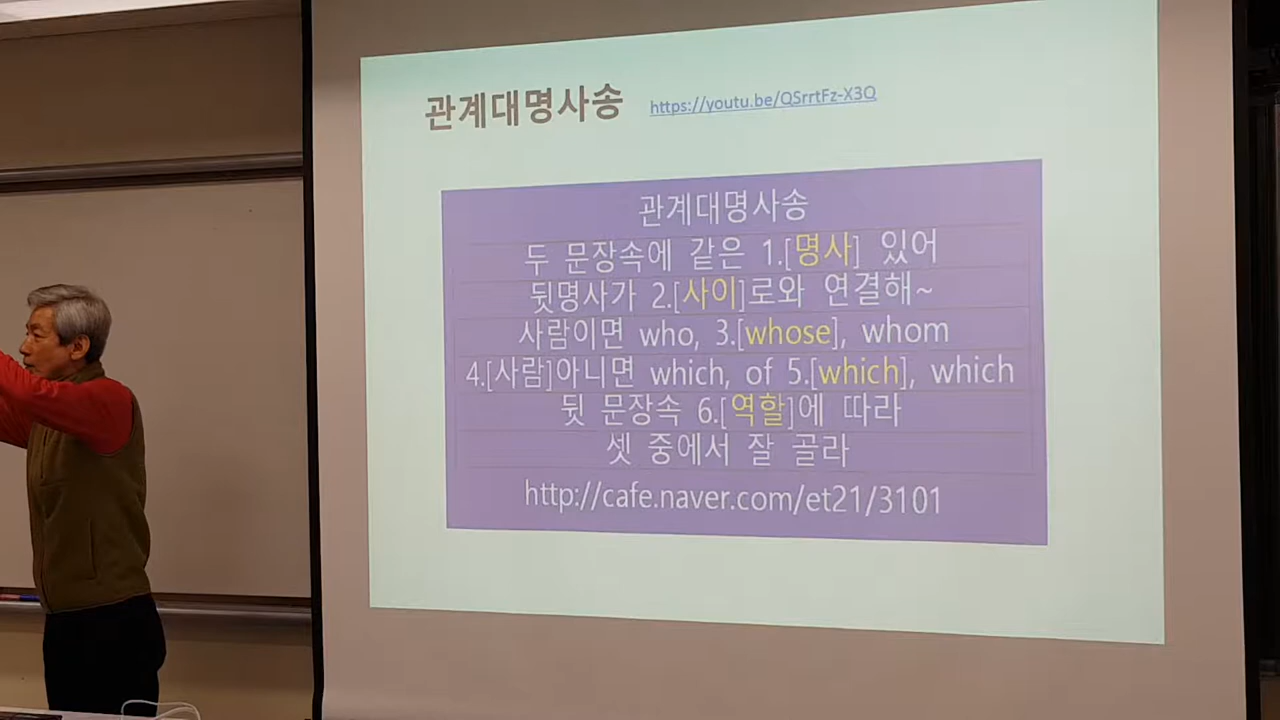 관계대명사송 https://youtu.be/QSrrtFz-X3Q
관계대명사송
두 문장속에 같은 1.[명사] 있어
뒷명사가 2.[사이]로와 연결해~
사람이면 who, 3.[whose], whom
4.[사람]아니면 which, of 5.[which], which
뒷 문장속 6.[역할]에 따라
셋 중에서 잘 골라
http://cafe.naver.com/et21/3101